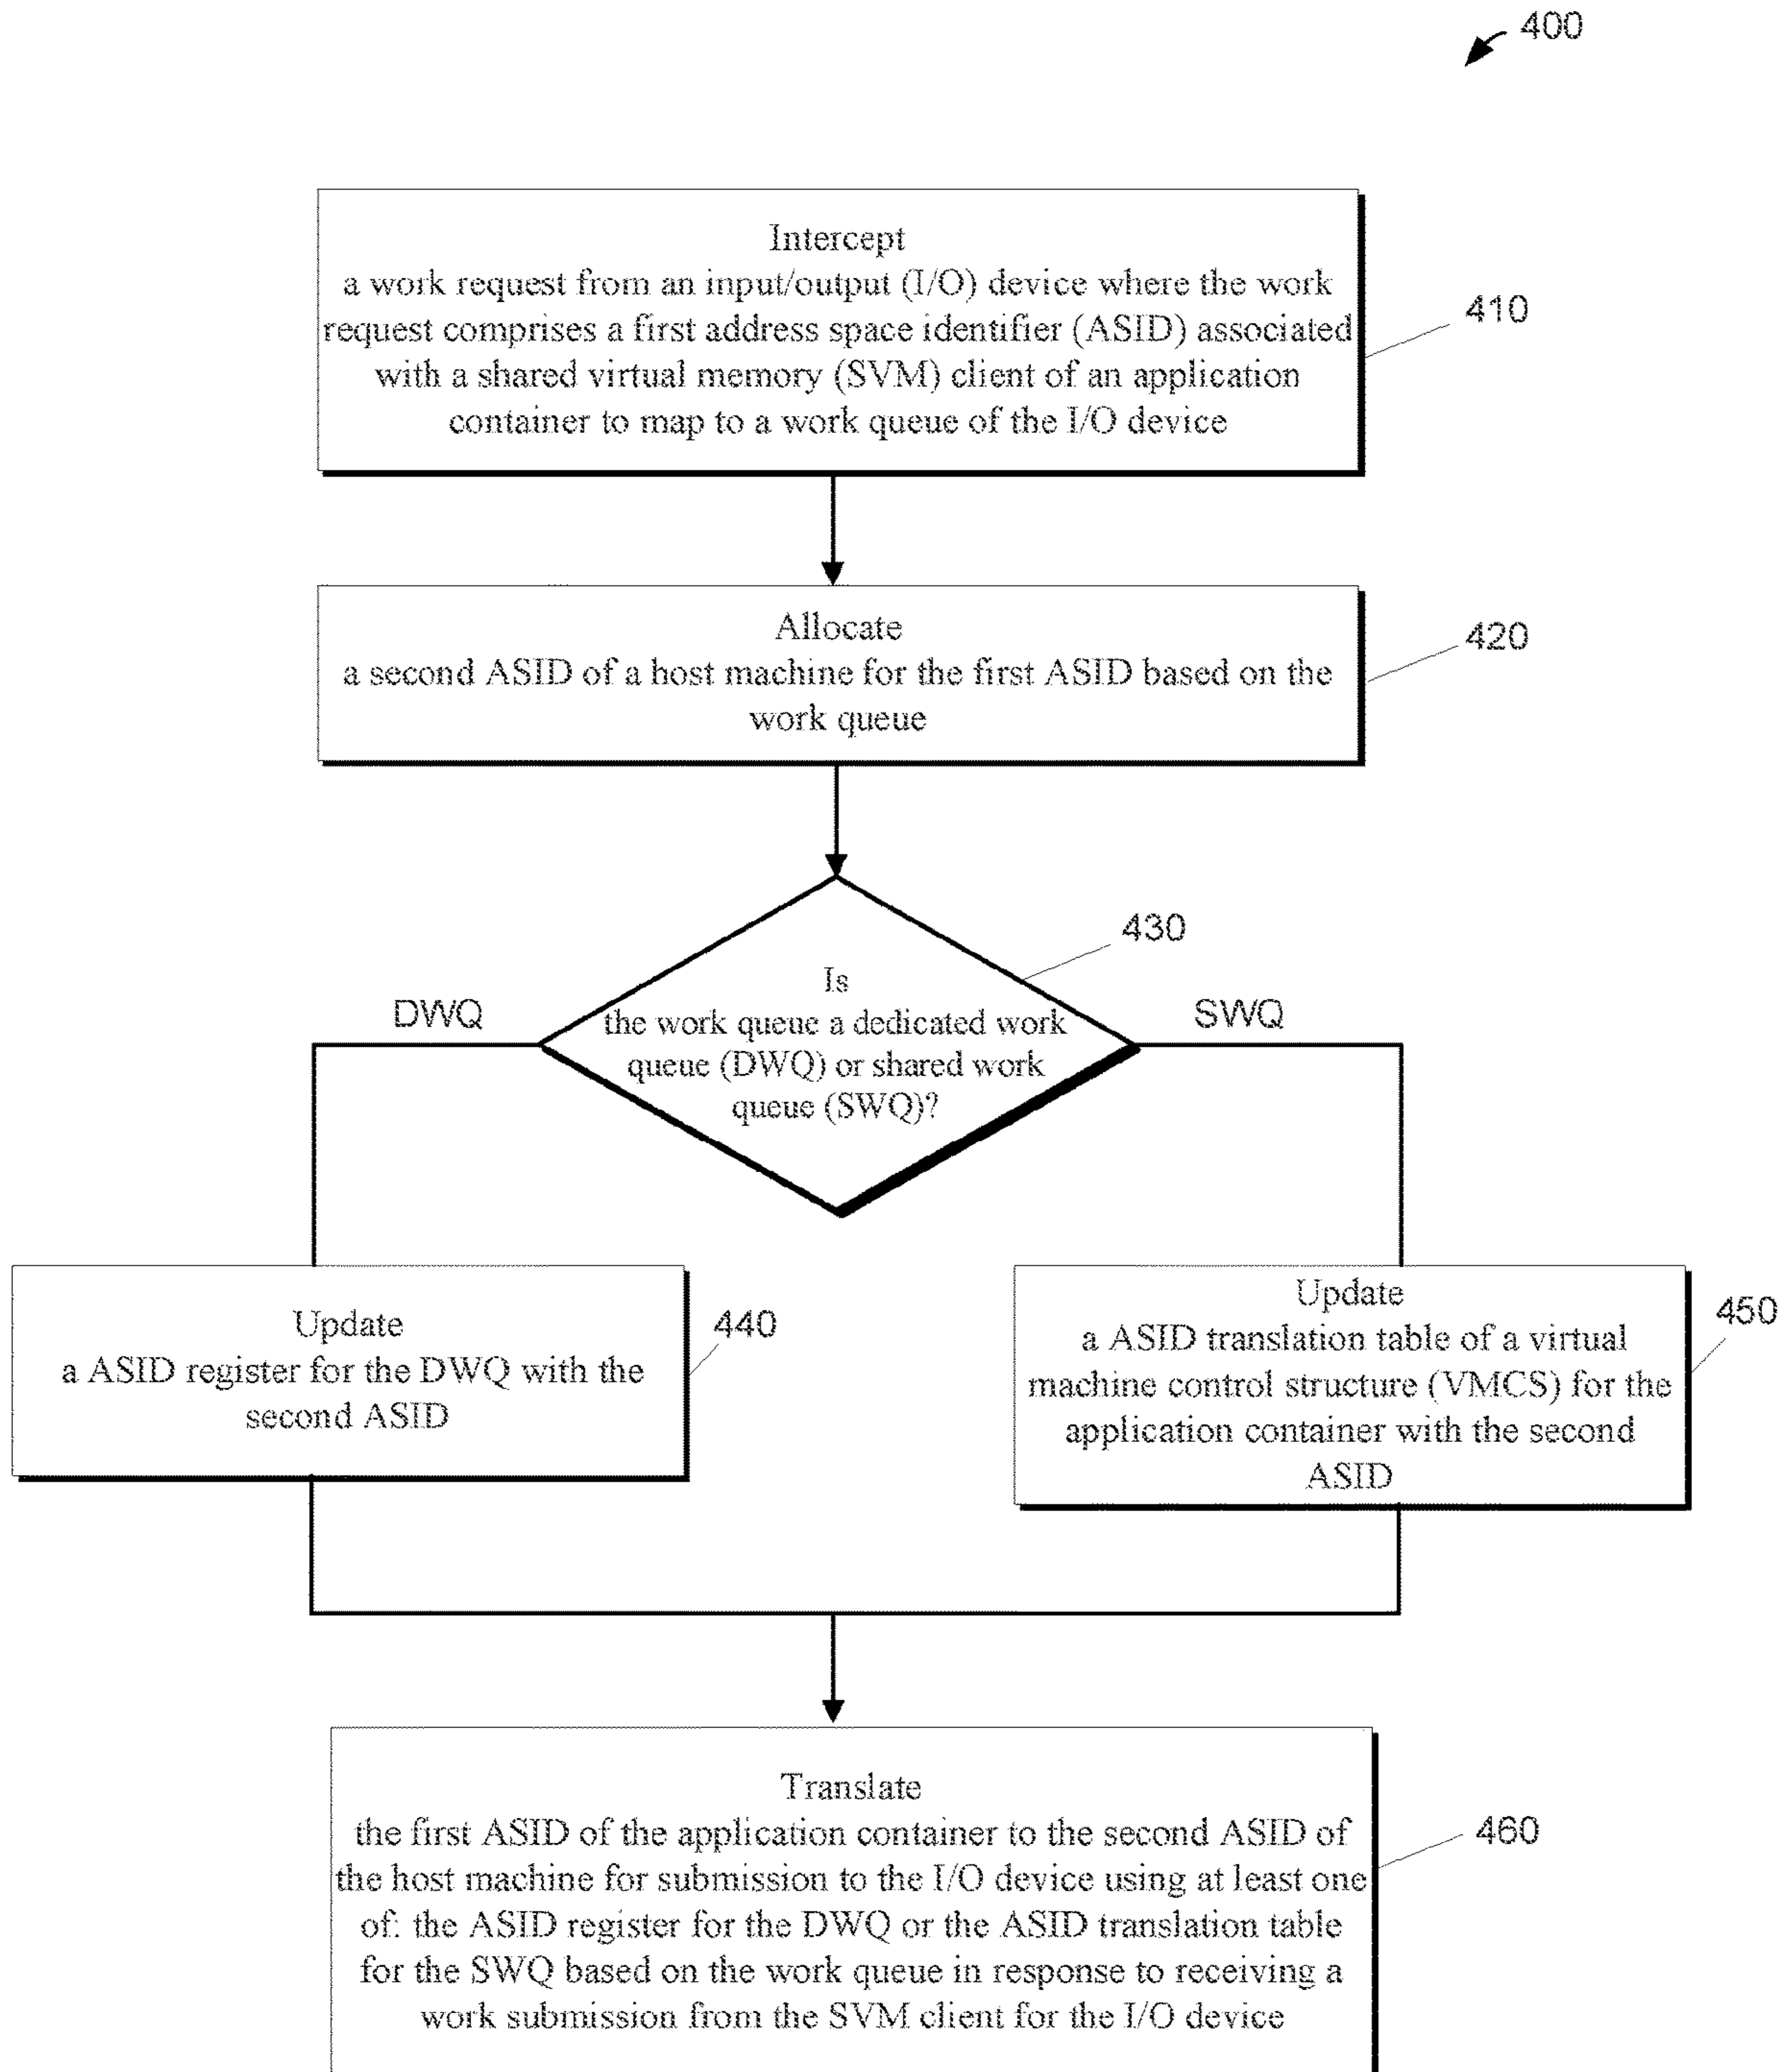 400
Intercept
a work request from an input/output (I/O) device where the work
request comprises a first address space identifier (ASID) associated
with a shared virtual memory (SVM) client of an application
container to map to a work queue of the I/O device
410
Allocate
a second ASID of a host machine for the first ASID based on the
work queue
420
430
Is
the work queue a dedicated work
queue (DWQ) or shared work
queue (SWQ)?
DWQ
SWQ
Update
a ASID register for the DWQ with the
second ASID
440
Update
a ASID translation table of a virtual
machine control structure (VMCS) for the
application container with the second
ASID
450
Translate
the first ASID of the application container to the second ASID of
the host machine for submission to the I/O device using at least one
of: the ASID register for the DWQ or the ASID translation table
for the SWQ based on the work queue in response to receiving a
work submission from the SVM client for the I/O device
460